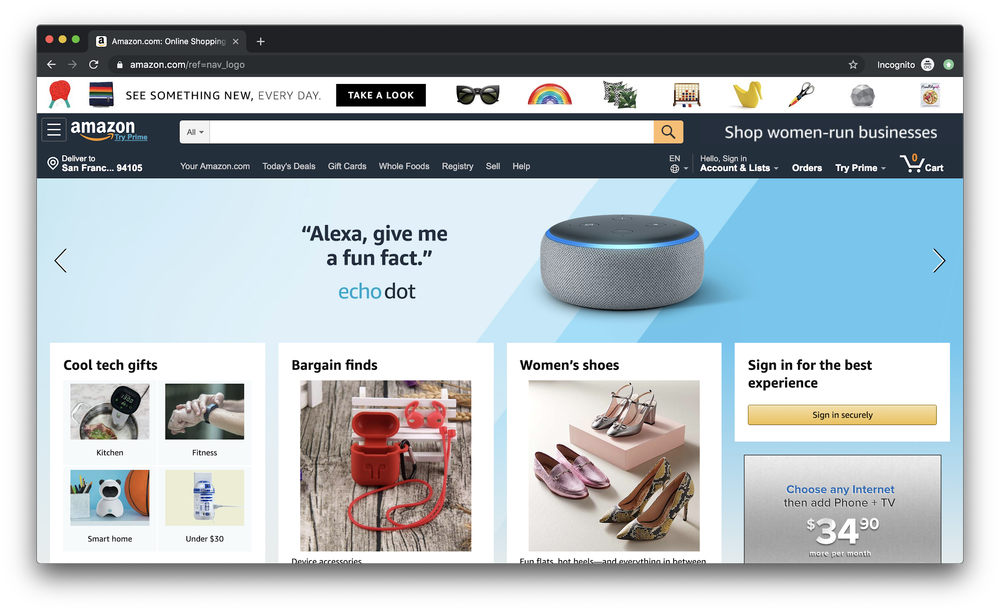 Amazon.com: Online Shopping
amazon.com/ref=nav_logo
Incognito
SEE SOMETHING NEW, EVERY DAY.
TAKE A LOOK
Healthyish
amazon
Try Prime
All
Shop women-run businesses
Deliver to
San Franc... 94105
Your Amazon.com
Today's Deals
Gift Cards
Whole Foods
Registry
Sell
Help
EN
Hello, Sign in
Account & Lists
Orders
Try Prime
0
Cart
“Alexa, give me
a fun fact.”
echo dot
Cool tech gifts
130.0
Kitchen
Fitness
Smart home
Under $30
Bargain finds
Device accessories
Women’s shoes
Fun flats, hot heels—and everything in between
Sign in for the best
experience
Sign in securely
Choose any Internet
then add Phone + TV
$34.90
more per month